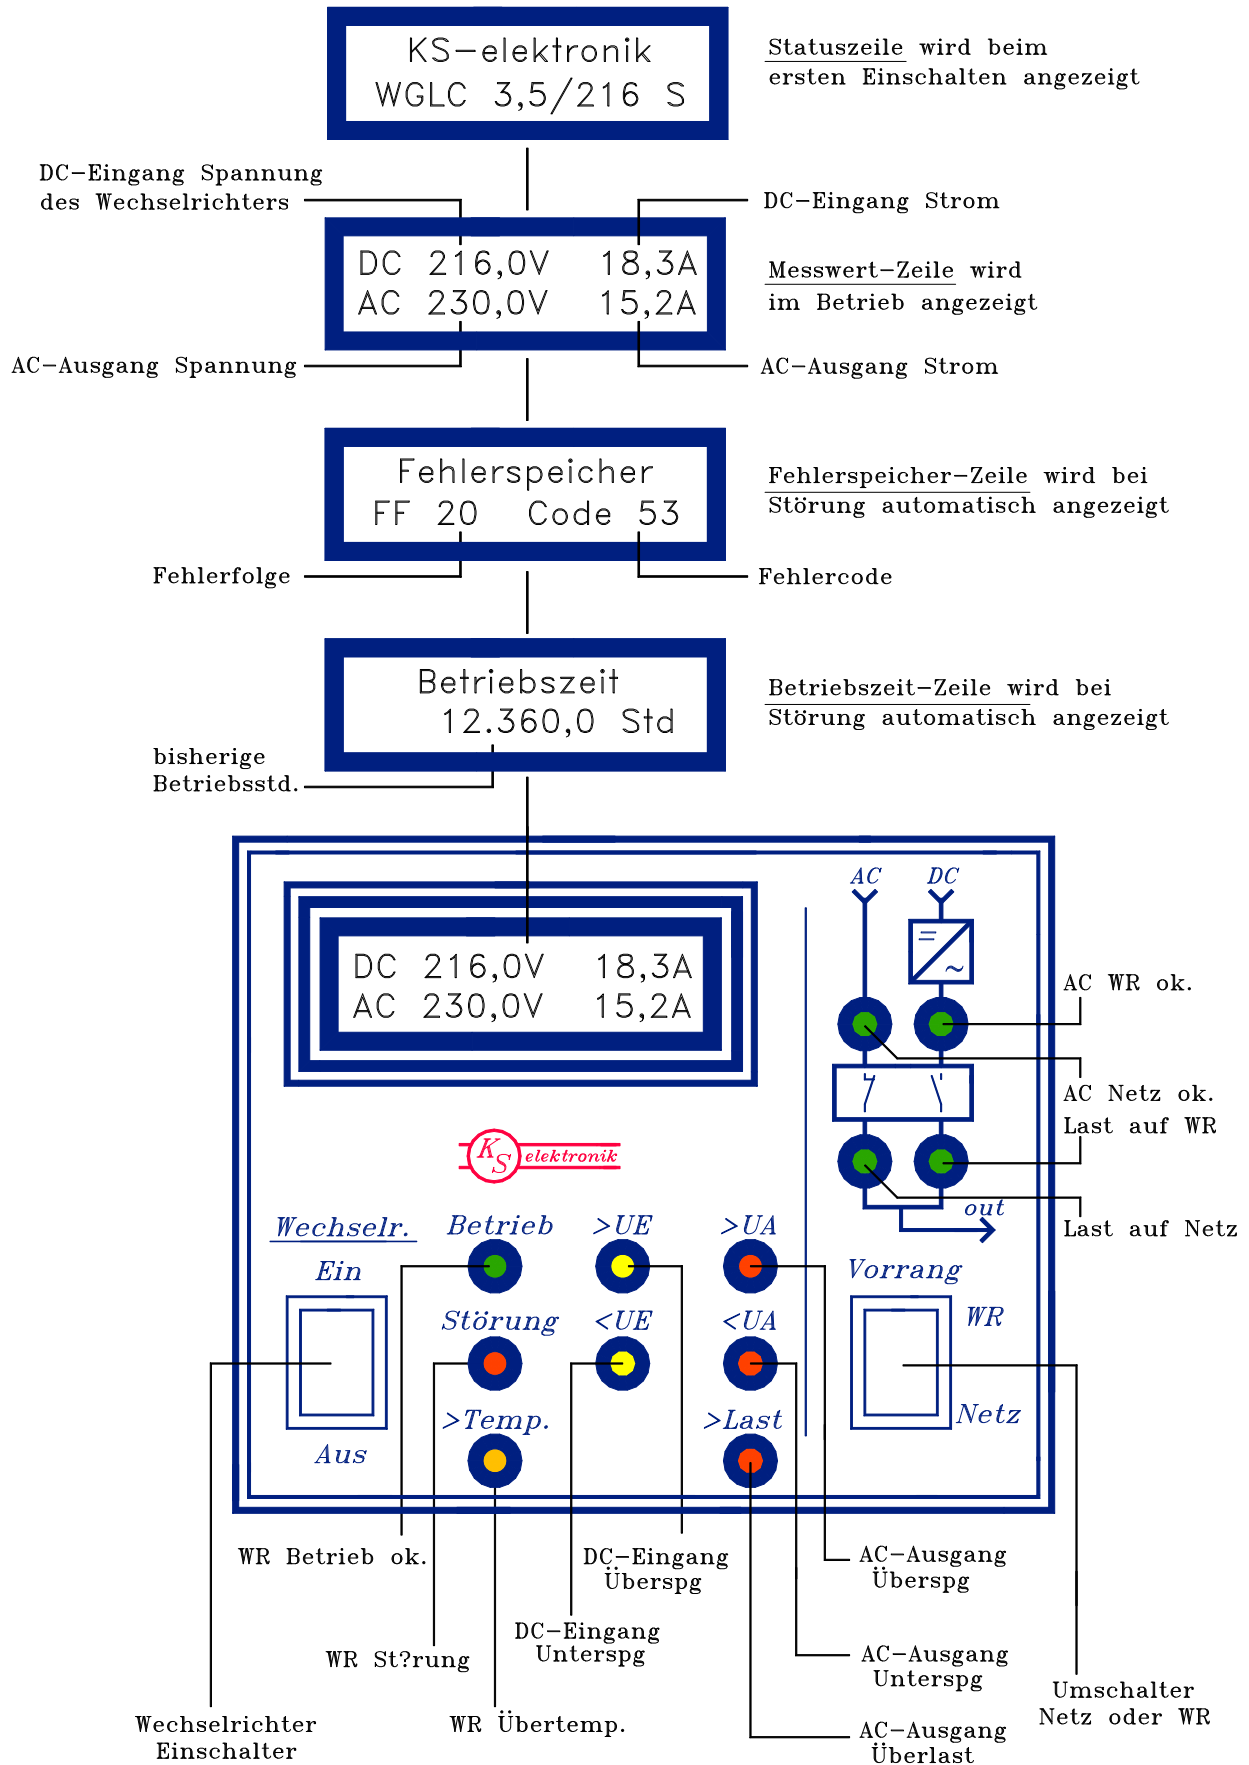 KS-elektronik
WGLC 3,5/216 S
Statuszeile wird beim
ersten Einschalten angezeigt
DC-Eingang Spannung
des Wechselrichters
DC-Eingang Strom
DC 216,0V 18,3A
AC 230,0V 15,2A
Messwert-Zeile wird
im Betrieb angezeigt
AC-Ausgang Spannung
AC-Ausgang Strom
Fehlerspeicher
FF 20 Code 53
Fehlerspeicher-Zeile wird bei
Störung automatisch angezeigt
Fehlerfolge
Fehlercode
Betriebszeit
12.360,0 Std
Betriebszeit-Zeile wird bei
Störung automatisch angezeigt
bisherige
Betriebsstd.
AC DC
=
~
DC 216,0V 18,3A
AC 230,0V 15,2A
AC WR ok.
AC Netz ok.
Last auf WR
KS elektronik
out
Last auf Netz
Wechselr.
Betrieb
>UE
>UA
Ein
Vorrang
Störung
<UE
<UA
WR
>Temp.
>Last
Netz
Aus
WR Betrieb ok.
DC-Eingang
Überspg
AC-Ausgang
Überspg
DC-Eingang
Unterspg
WR St?rung
AC-Ausgang
Unterspg
Umschalter
Netz oder WR
Wechselrichter
Einschalter
WR Übertemp.
AC-Ausgang
Überlast